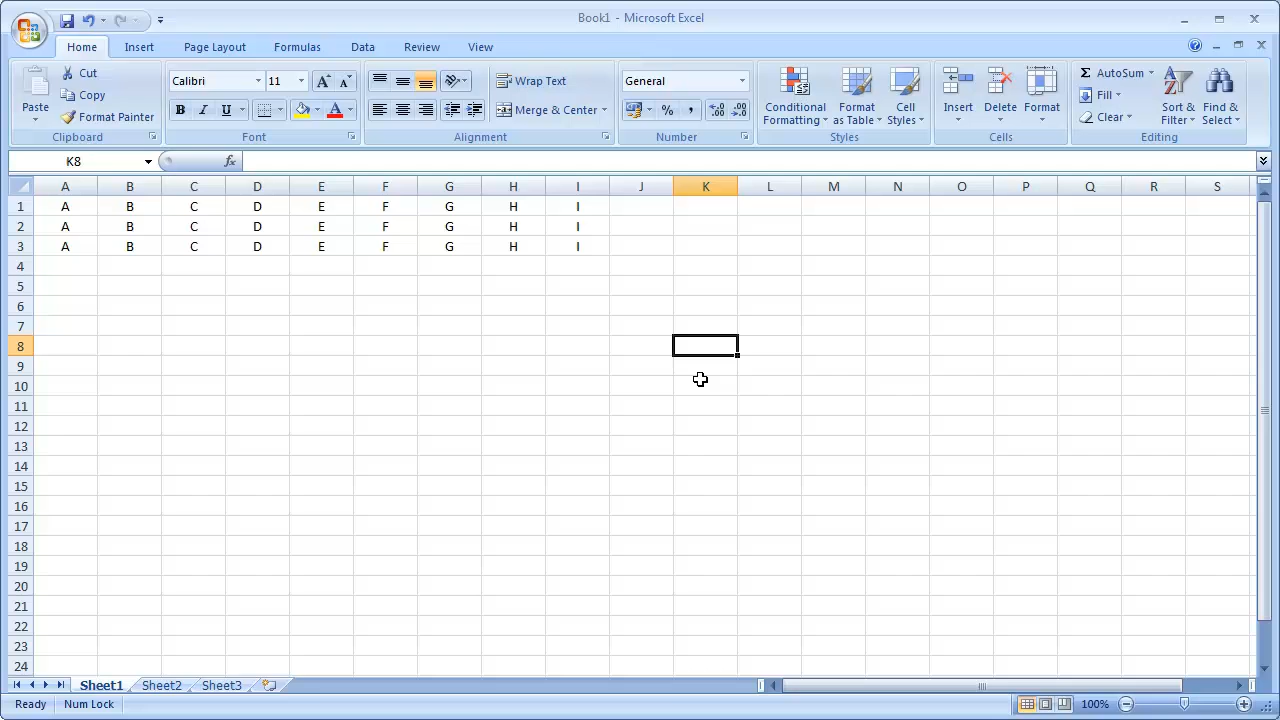 Book1 - Microsoft Excel
Home Insert Page Layout Formulas Data Review View
Paste Cut Copy Format Painter Clipboard
Calibri 11 A A B I U A Font
Wrap Text Merge & Center Alignment
General % , .0 .00 .00 .0 Number
Conditional Formatting Format as Table Cell Styles Styles
Insert Delete Format Cells
Σ AutoSum Fill Clear Sort & Filter Find & Select Editing
K8 fx
A B C D E F G H I J K L M N O P Q R S
1 A B C D E F G H I
2 A B C D E F G H I
3 A B C D E F G H I
4
5
6
7
8
9
10
11
12
13
14
15
16
17
18
19
20
21
22
23
24
Sheet1 Sheet2 Sheet3
Ready Num Lock 100%